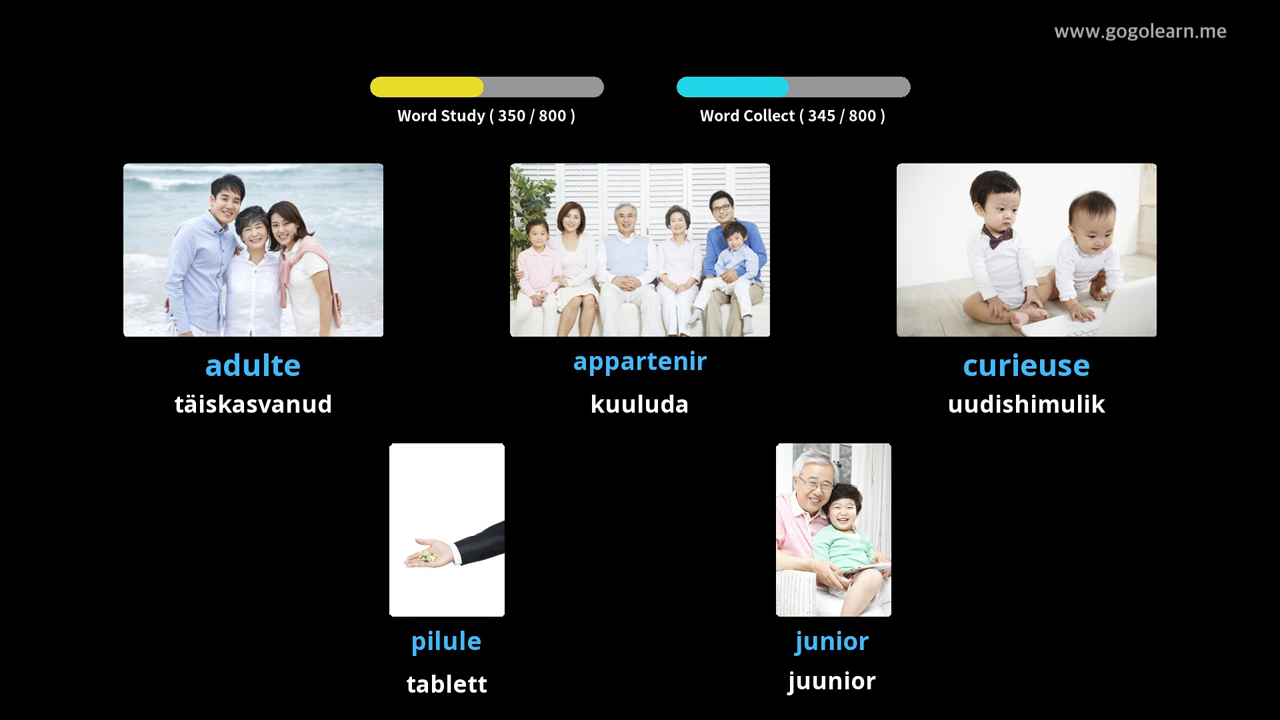 www.gogolearn.me
Word Study ( 350 / 800 )
Word Collect ( 345 / 800 )
adulte
appartenir
curieuse
täiskasvanud
kuuluda
uudishimulik
pilule
junior
tablett
juunior